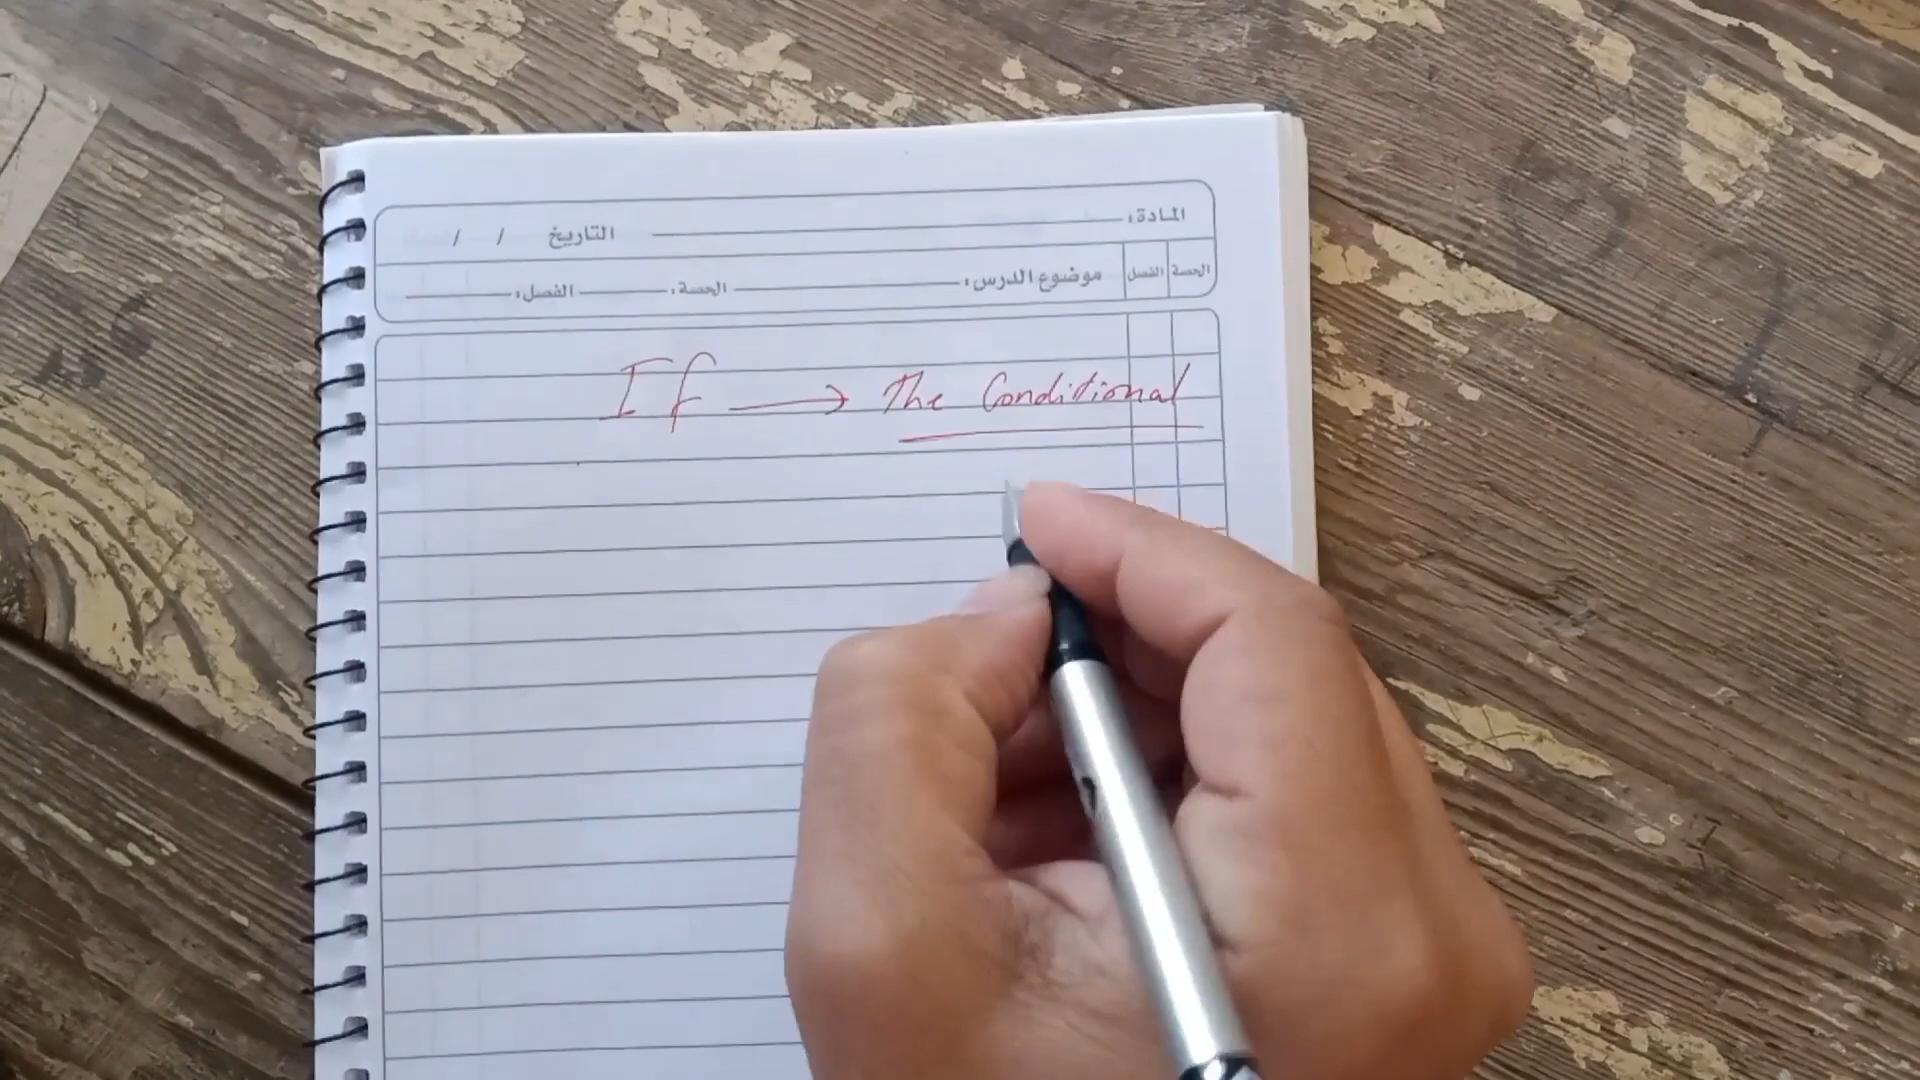 المادة:
التاريخ / /
الحصة الفصل موضوع الدرس: الحصة: الفصل:
If → The Conditional